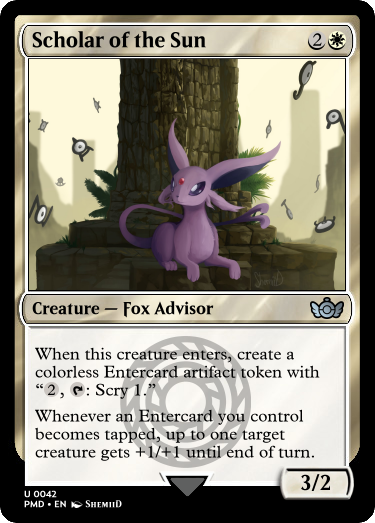 Scholar of the Sun 2
Creature — Fox Advisor
When this creature enters, create a
colorless Entercard artifact token with
“2, T: Scry 1.”
Whenever an Entercard you control
becomes tapped, up to one target
creature gets +1/+1 until end of turn.
3/2
U 0042
PMD • EN SHEMIID